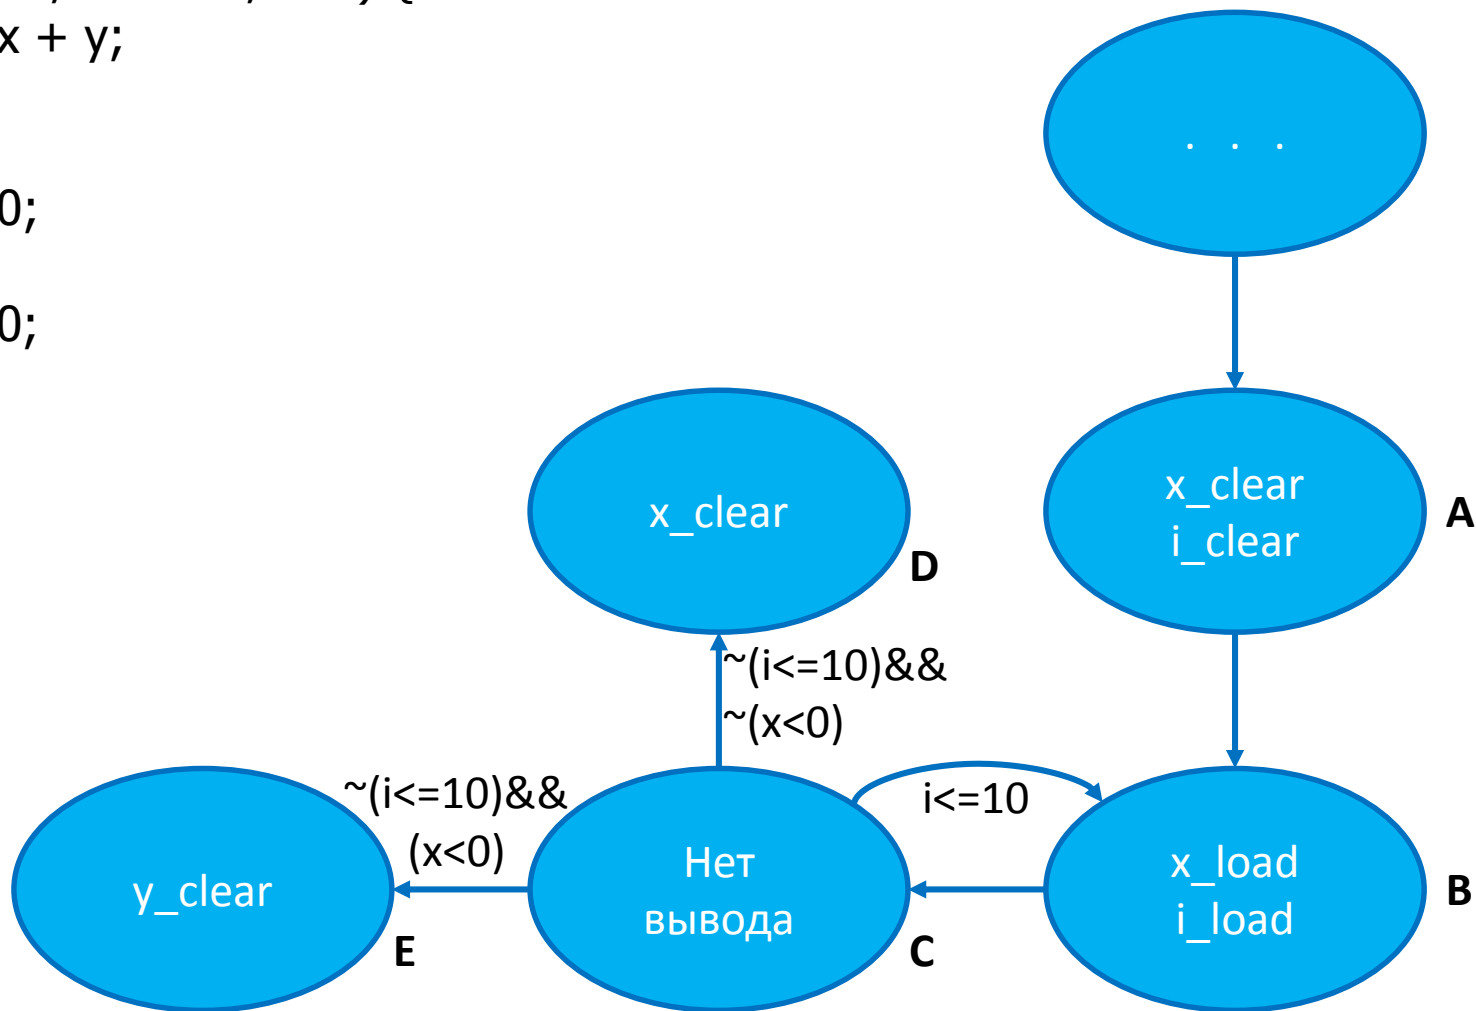 x + y;
0;
0;
. . .
x_clear
i_clear
A
x_clear
D
~(i<=10)&&
~(x<0)
~(i<=10)&&
(x<0)
i<=10
y_clear
E
Нет
вывода
C
x_load
i_load
B